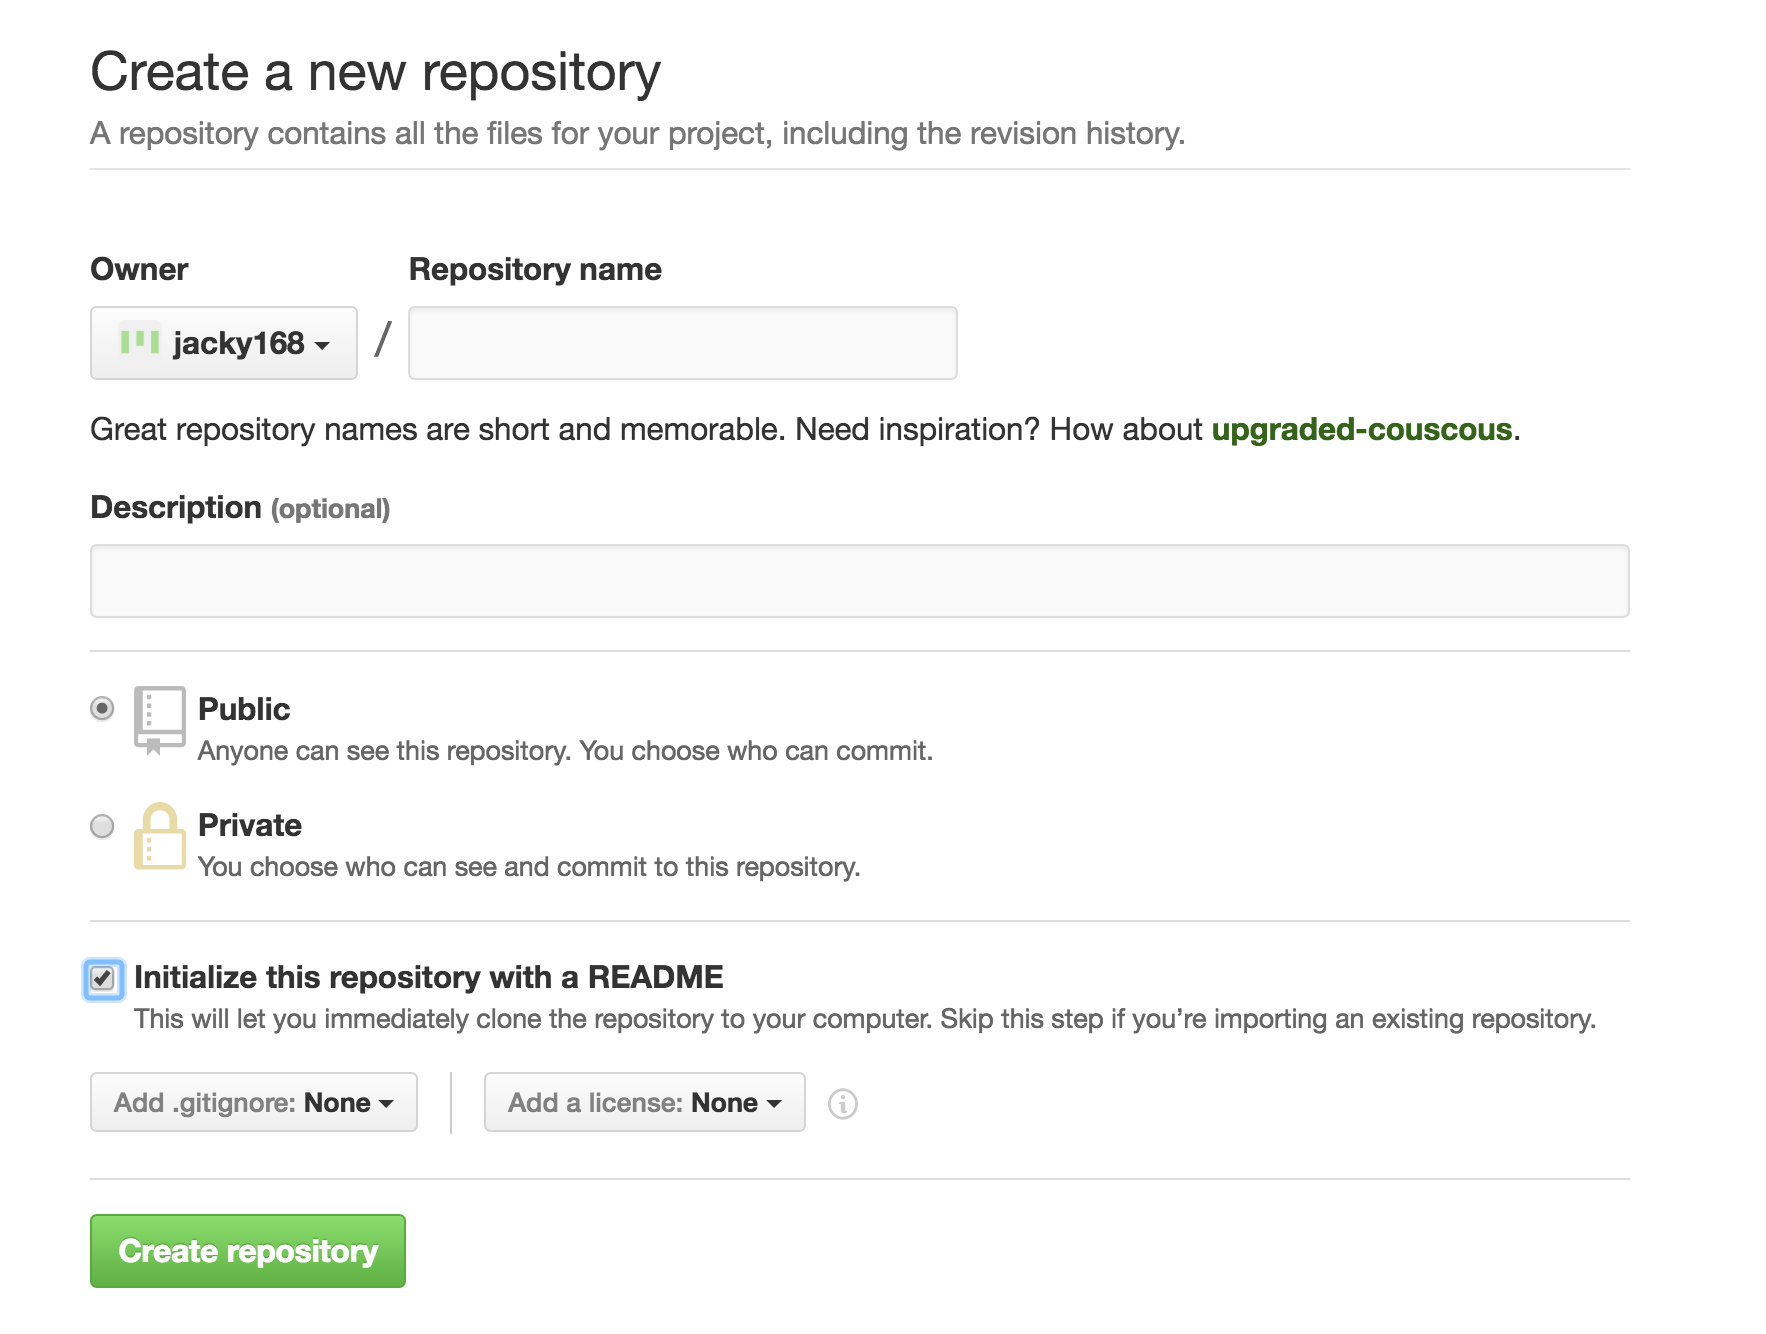 Create a new repository
A repository contains all the files for your project, including the revision history.
Owner
Repository name
jacky168
/
Great repository names are short and memorable. Need inspiration? How about upgraded-couscous.
Description (optional)
Public
Anyone can see this repository. You choose who can commit.
Private
You choose who can see and commit to this repository.
Initialize this repository with a README
This will let you immediately clone the repository to your computer. Skip this step if you’re importing an existing repository.
Add .gitignore: None
Add a license: None
Create repository